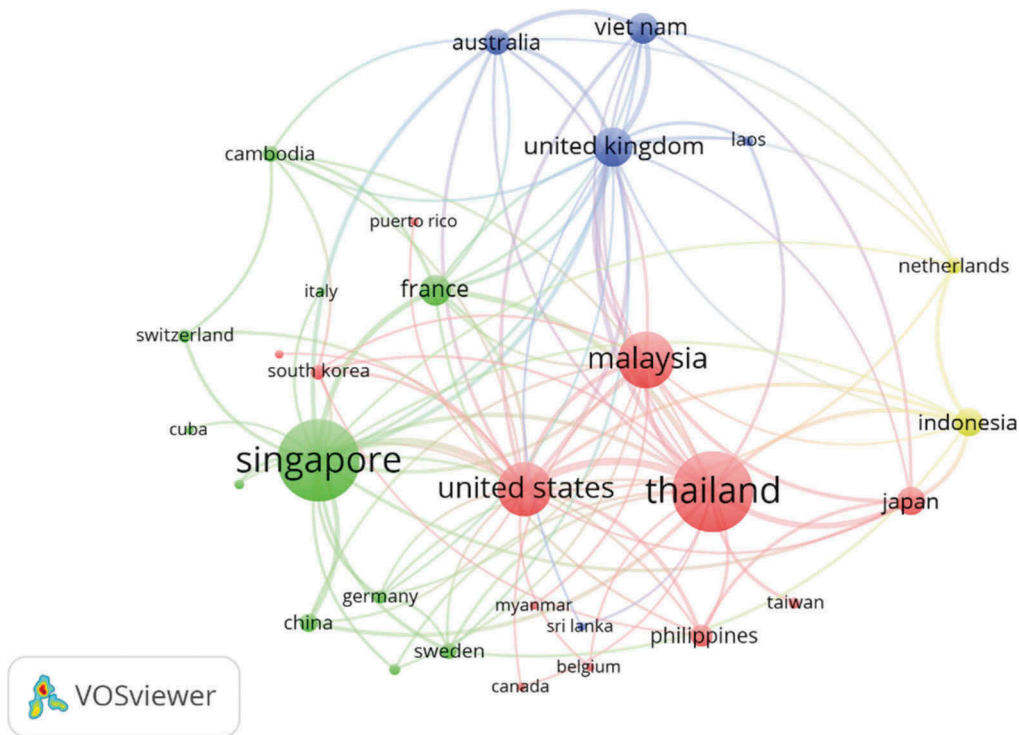 viet nam
australia
united kingdom
laos
cambodia
puerto rico
netherlands
france
italy
switzerland
malaysia
south korea
indonesia
cuba
singapore
united states
thailand
japan
germany
myanmar
taiwan
china
sri lanka
philippines
sweden
belgium
canada
VOSviewer